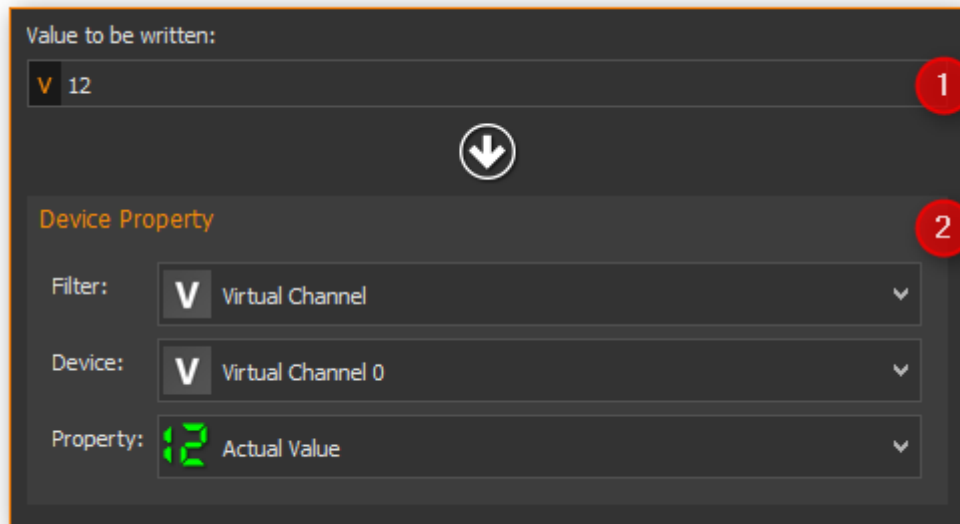 Value to be written:
V 12
1
Device Property
2
Filter: V Virtual Channel
Device: V Virtual Channel 0
Property: 12 Actual Value